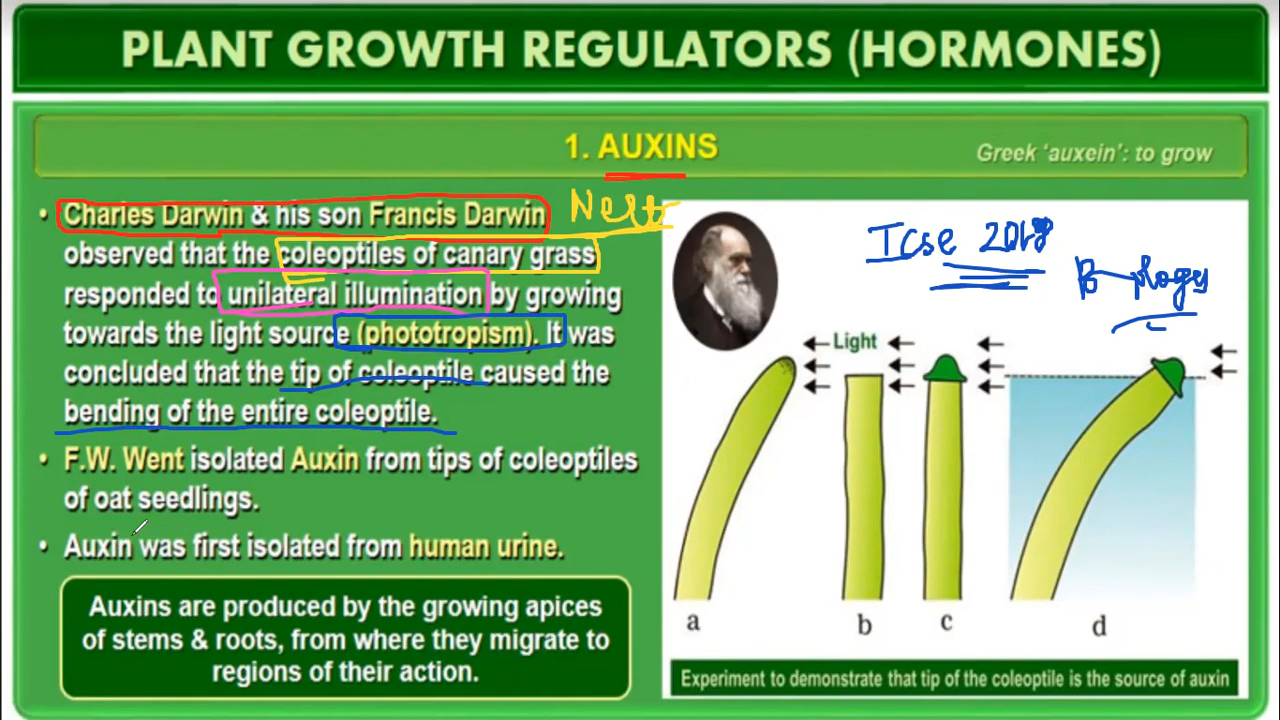 PLANT GROWTH REGULATORS (HORMONES)
1. AUXINS
Greek ‘auxein’: to grow
• Charles Darwin & his son Francis Darwin
observed that the coleoptiles of canary grass
responded to unilateral illumination by growing
towards the light source (phototropism). It was
concluded that the tip of coleoptile caused the
bending of the entire coleoptile.
• F.W. Went isolated Auxin from tips of coleoptiles
of oat seedlings.
• Auxin was first isolated from human urine.
Auxins are produced by the growing apices
of stems & roots, from where they migrate to
regions of their action.
Icse
Light
a
b
c
d
Experiment to demonstrate that tip of the coleoptile is the source of auxin